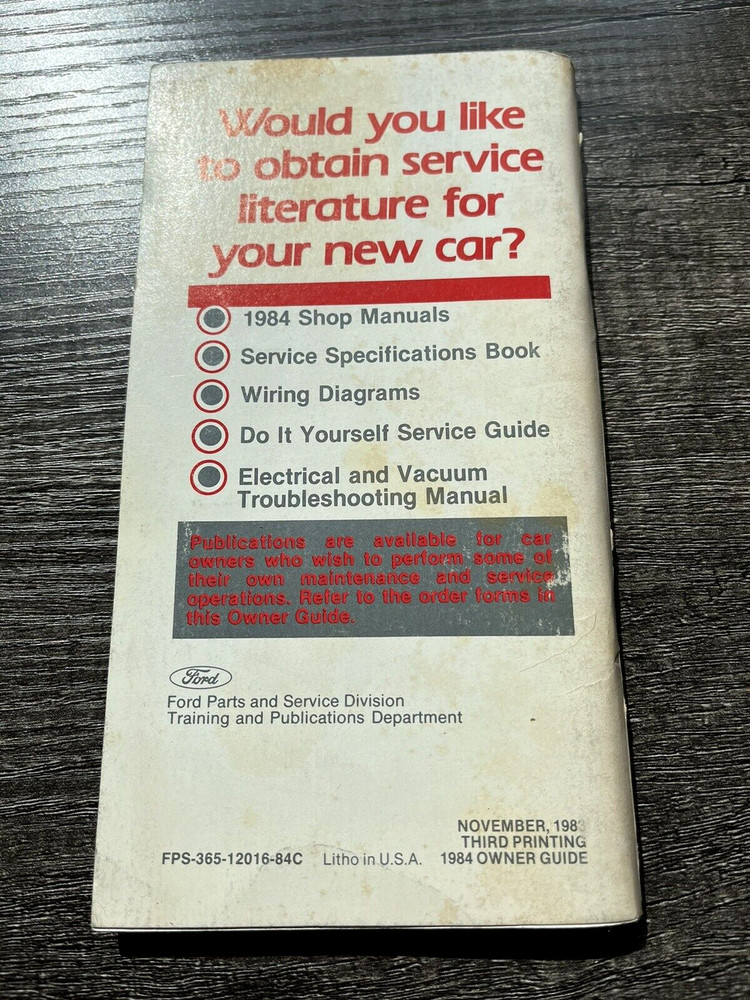 Would you like
to obtain service
literature for
your new car?
1984 Shop Manuals
Service Specifications Book
Wiring Diagrams
Do It Yourself Service Guide
Electrical and Vacuum
Troubleshooting Manual
Publications are available for car
owners who wish to perform some of
their own maintenance and service
operations. Refer to the order forms in
this Owner Guide.
Ford
Ford Parts and Service Division
Training and Publications Department
NOVEMBER, 1983
THIRD PRINTING
FPS-365-12016-84C Litho in U.S.A. 1984 OWNER GUIDE